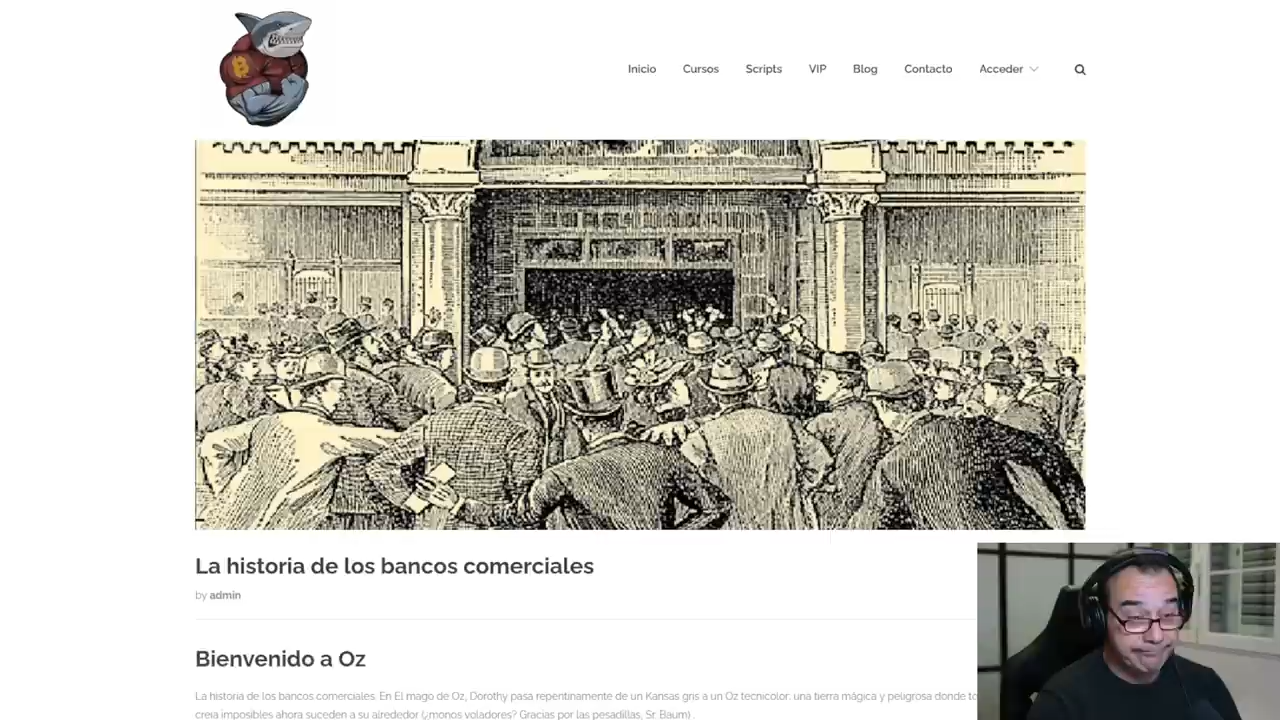 Inicio Cursos Scripts VIP Blog Contacto Acceder
La historia de los bancos comerciales
by admin
Bienvenido a Oz
La historia de los bancos comerciales. En El mago de Oz, Dorothy pasa repentinamente de un Kansas gris a un Oz tecnicolor: una tierra mágica y peligrosa donde
creía imposibles ahora suceden a su alrededor (¿monos voladores? Gracias por las pesadillas, Sr. Baum) .